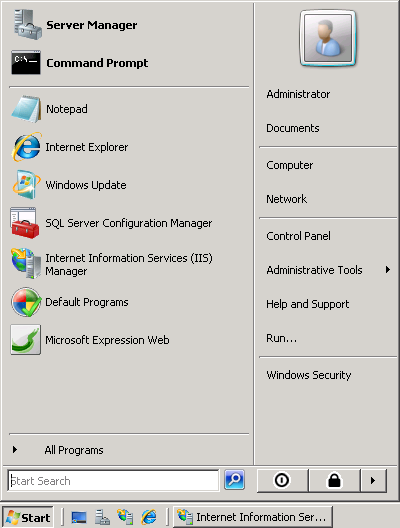 Server Manager
Command Prompt
Notepad
Internet Explorer
Windows Update
SQL Server Configuration Manager
Internet Information Services (IIS)
Manager
Default Programs
Microsoft Expression Web
All Programs
Start Search
Administrator
Documents
Computer
Network
Control Panel
Administrative Tools
Help and Support
Run...
Windows Security
Start
Internet Information Ser...